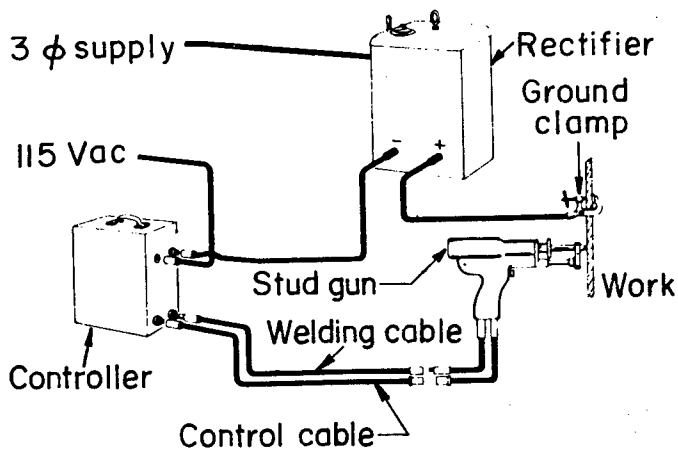 3 ϕ supply
Rectifier
Ground
clamp
115 Vac
- +
Stud gun
Work
Welding cable
Controller
Control cable